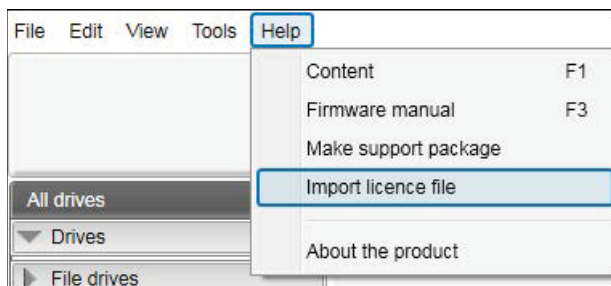 File Edit View Tools Help
Content F1
Firmware manual F3
Make support package
Import licence file
About the product
All drives
Drives
File drives